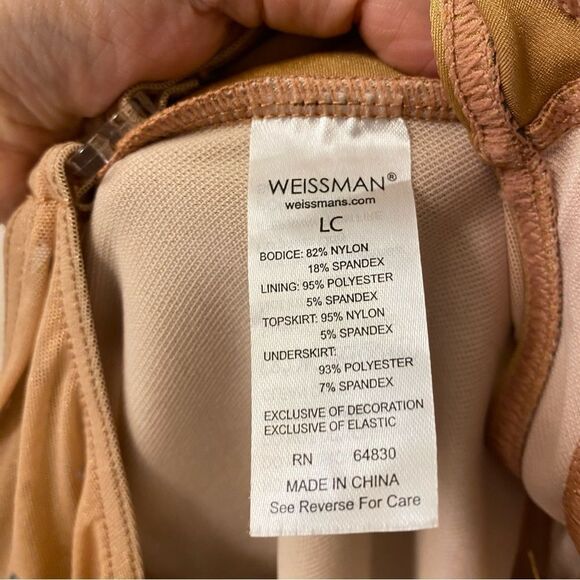 WEISSMAN®
weissmans.com
LC
BODICE: 82% NYLON
18% SPANDEX
LINING: 95% POLYESTER
5% SPANDEX
TOPSKIRT: 95% NYLON
5% SPANDEX
UNDERSKIRT:
93% POLYESTER
7% SPANDEX
EXCLUSIVE OF DECORATION
EXCLUSIVE OF ELASTIC
RN 64830
MADE IN CHINA
See Reverse For Care